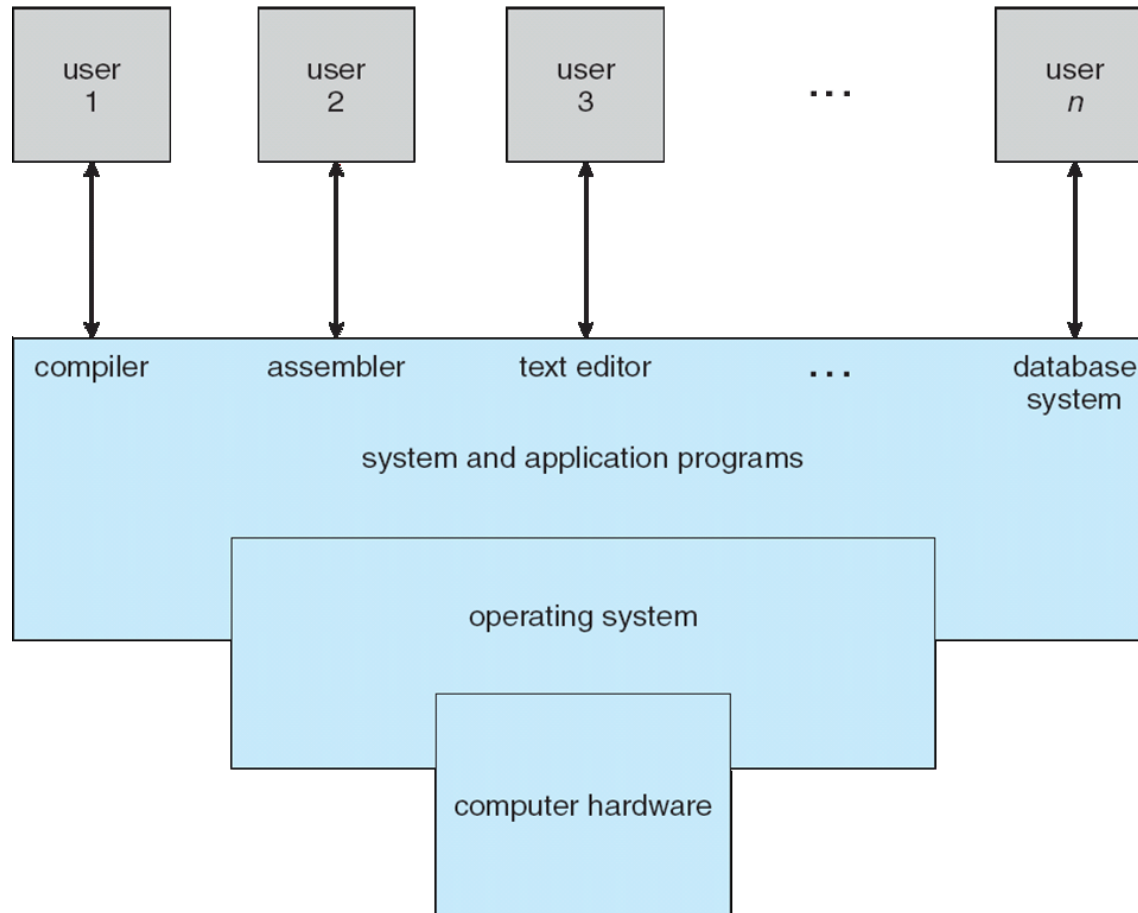 user
1
user
2
user
3
...
user
n
compiler
assembler
text editor
...
database
system
system and application programs
operating system
computer hardware